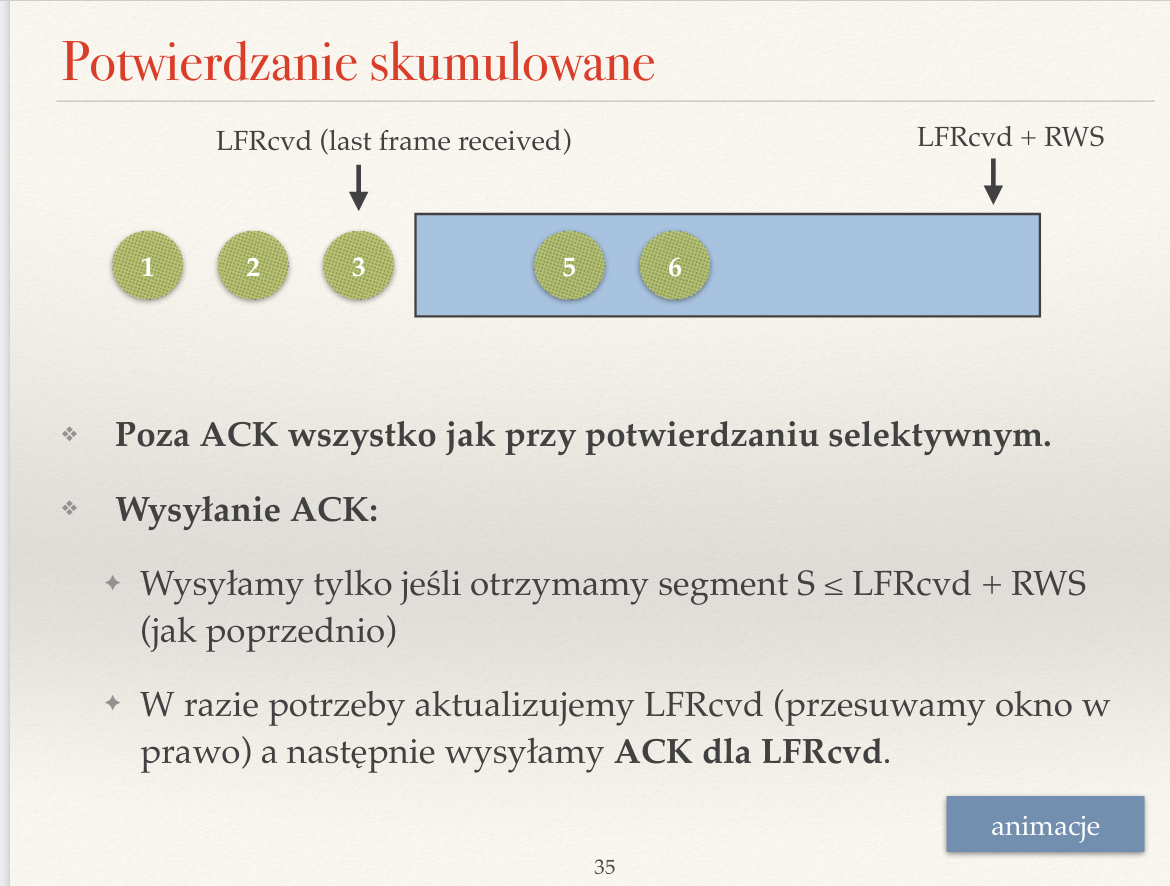 Potwierdzanie skumulowane
LFRcvd (last frame received)
LFRcvd + RWS
1 2 3 5 6
Poza ACK wszystko jak przy potwierdzaniu selektywnym.
Wysyłanie ACK:
Wysyłamy tylko jeśli otrzymamy segment S ≤ LFRcvd + RWS
(jak poprzednio)
W razie potrzeby aktualizujemy LFRcvd (przesuwamy okno w
prawo) a następnie wysyłamy ACK dla LFRcvd.
animacje
35